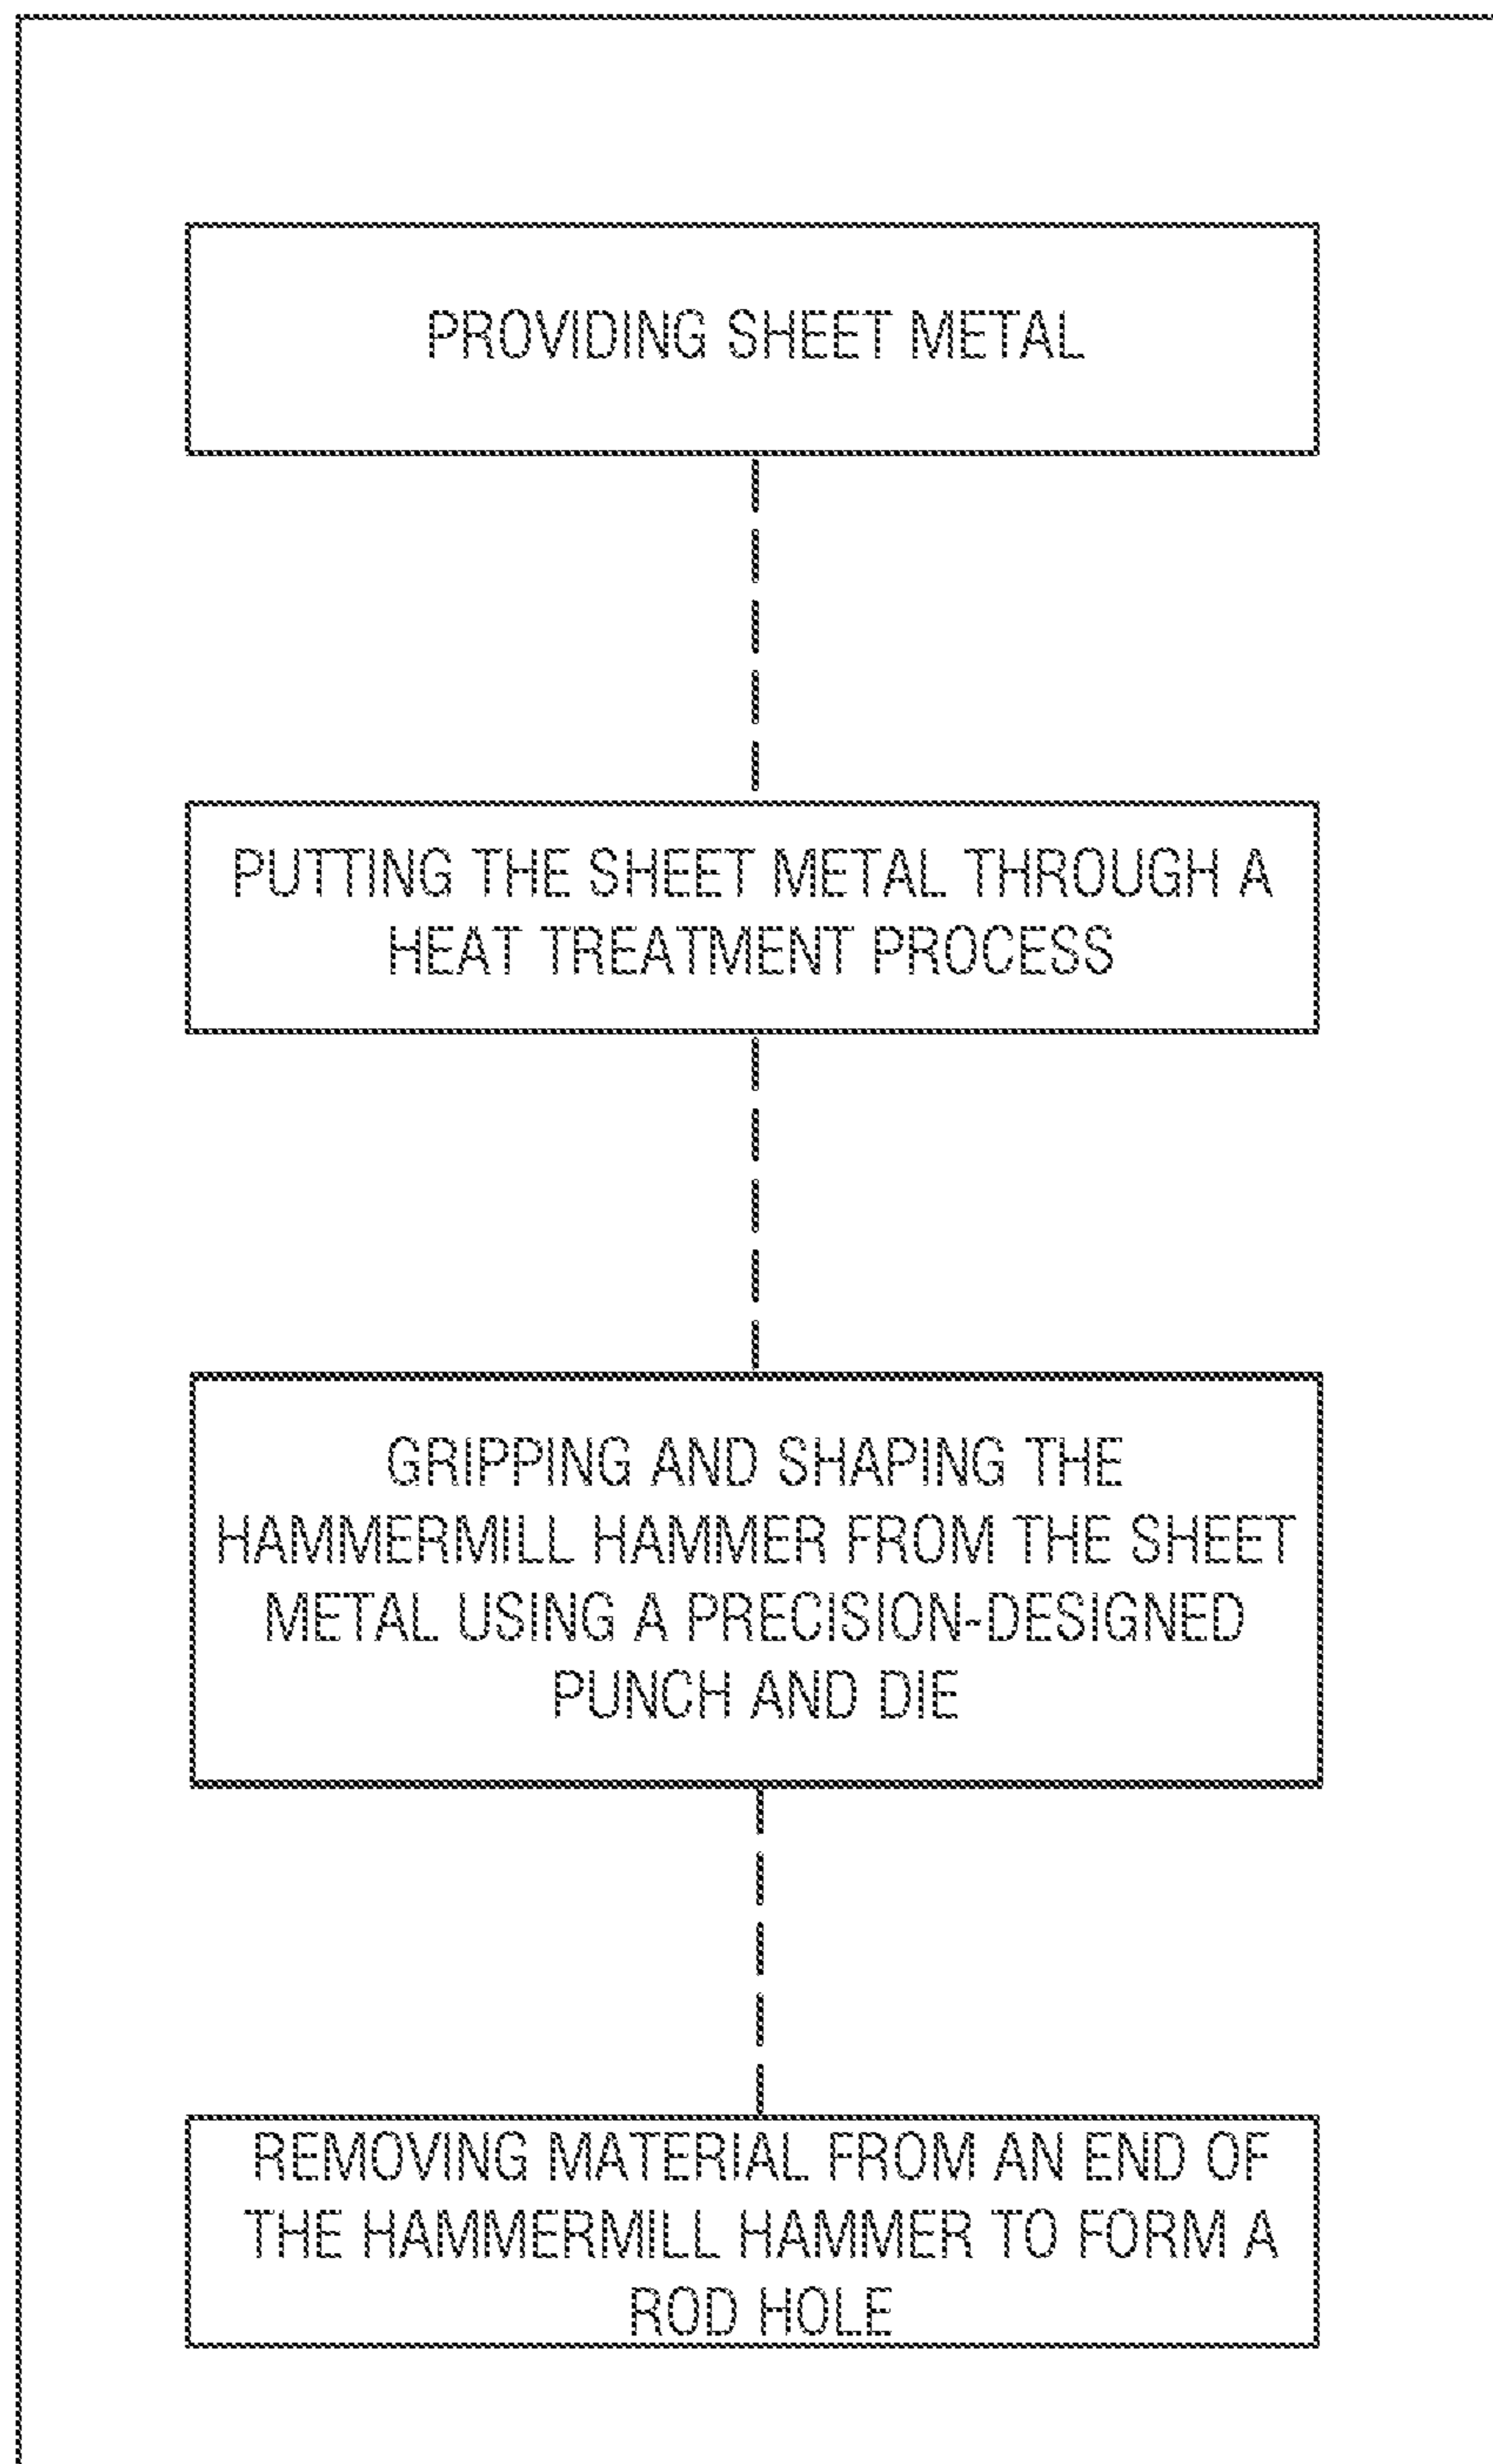 PROVIDING SHEET METAL
PUTTING THE SHEET METAL THROUGH A
HEAT TREATMENT PROCESS
GRIPPING AND SHAPING THE
HAMMERMILL HAMMER FROM THE SHEET
METAL USING A PRECISION-DESIGNED
PUNCH AND DIE
REMOVING MATERIAL FROM AN END OF
THE HAMMERMILL HAMMER TO FORM A
ROD HOLE